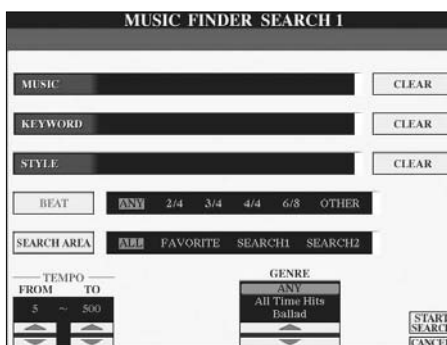 MUSIC FINDER SEARCH 1
MUSIC CLEAR
KEYWORD CLEAR
STYLE CLEAR
BEAT ANY 2/4 3/4 4/4 6/8 OTHER
SEARCH AREA ALL FAVORITE SEARCH1 SEARCH2
TEMPO GENRE
FROM TO ANY
5 ~ 500 All Time Hits
Ballad
START
SEARCH
CANCEL